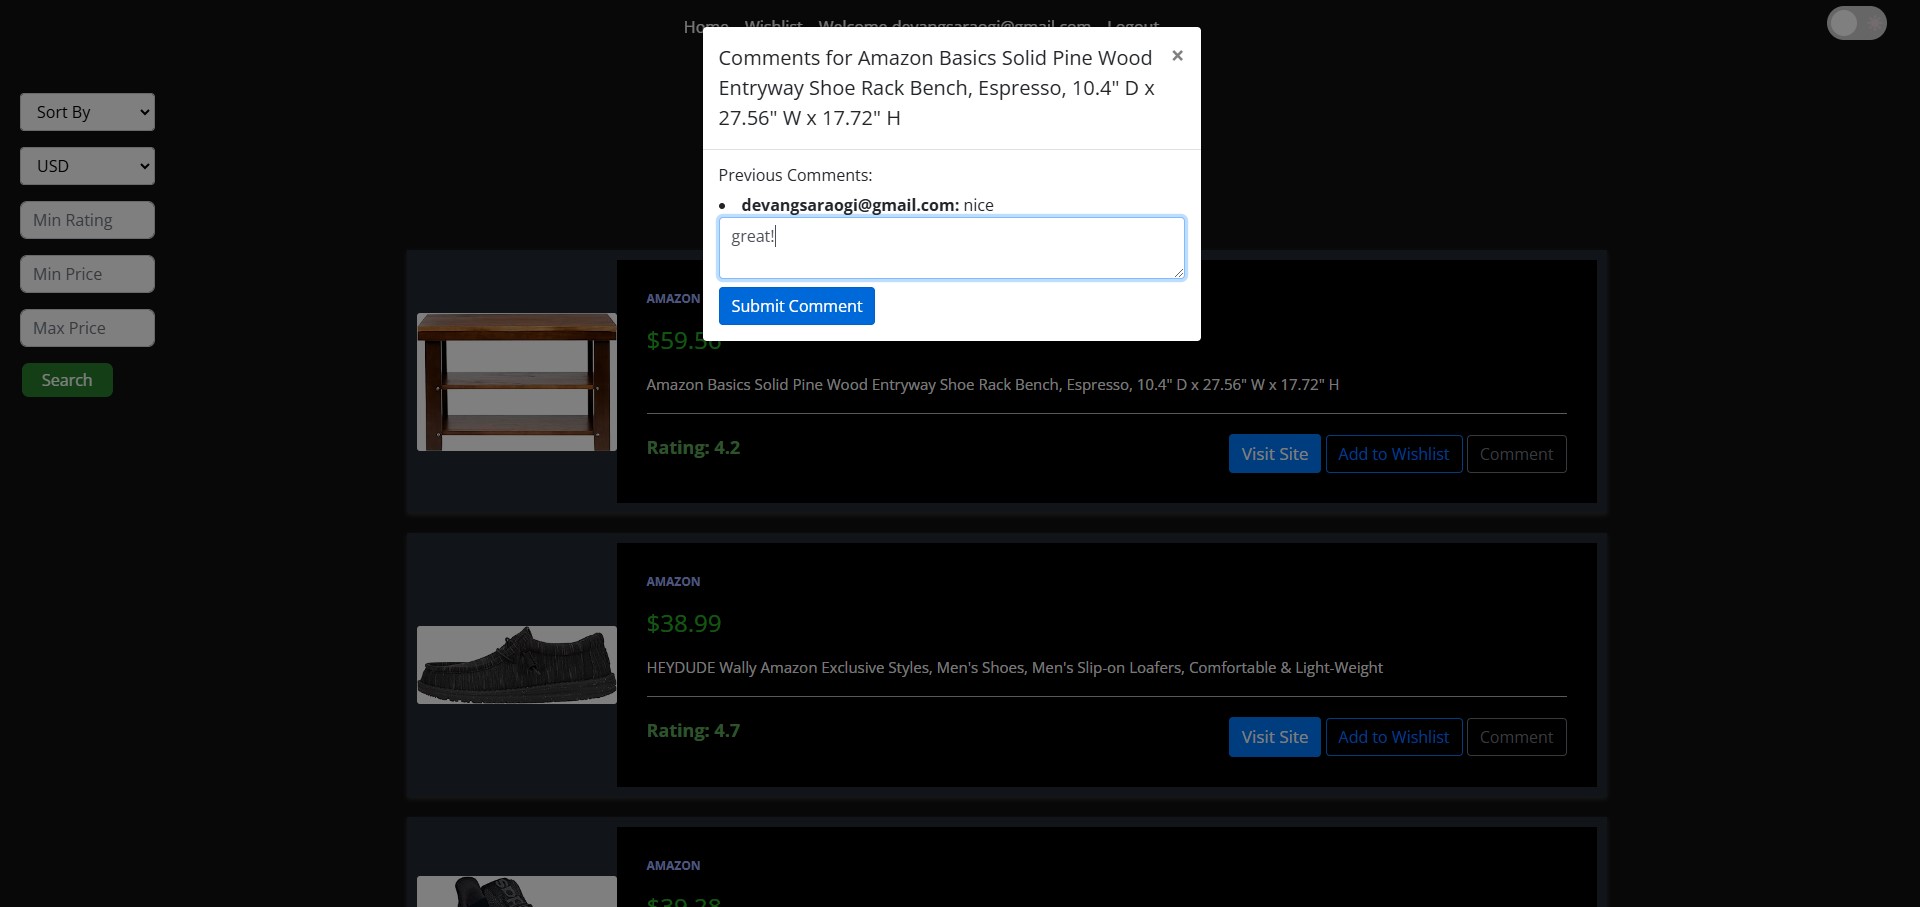 Home Wishlist Welcome devangsaraogi@gmail.com Logout
Comments for Amazon Basics Solid Pine Wood
Entryway Shoe Rack Bench, Espresso, 10.4" D x
27.56" W x 17.72" H
×
Previous Comments:
• devangsaraogi@gmail.com: nice
great!
Submit Comment
Sort By
USD
Min Rating
Min Price
Max Price
Search
AMAZON
$59.56
Amazon Basics Solid Pine Wood Entryway Shoe Rack Bench, Espresso, 10.4" D x 27.56" W x 17.72" H
Rating: 4.2
Visit Site
Add to Wishlist
Comment
AMAZON
$38.99
HEYDUDE Wally Amazon Exclusive Styles, Men's Shoes, Men's Slip-on Loafers, Comfortable & Light-Weight
Rating: 4.7
Visit Site
Add to Wishlist
Comment
AMAZON
$39.28